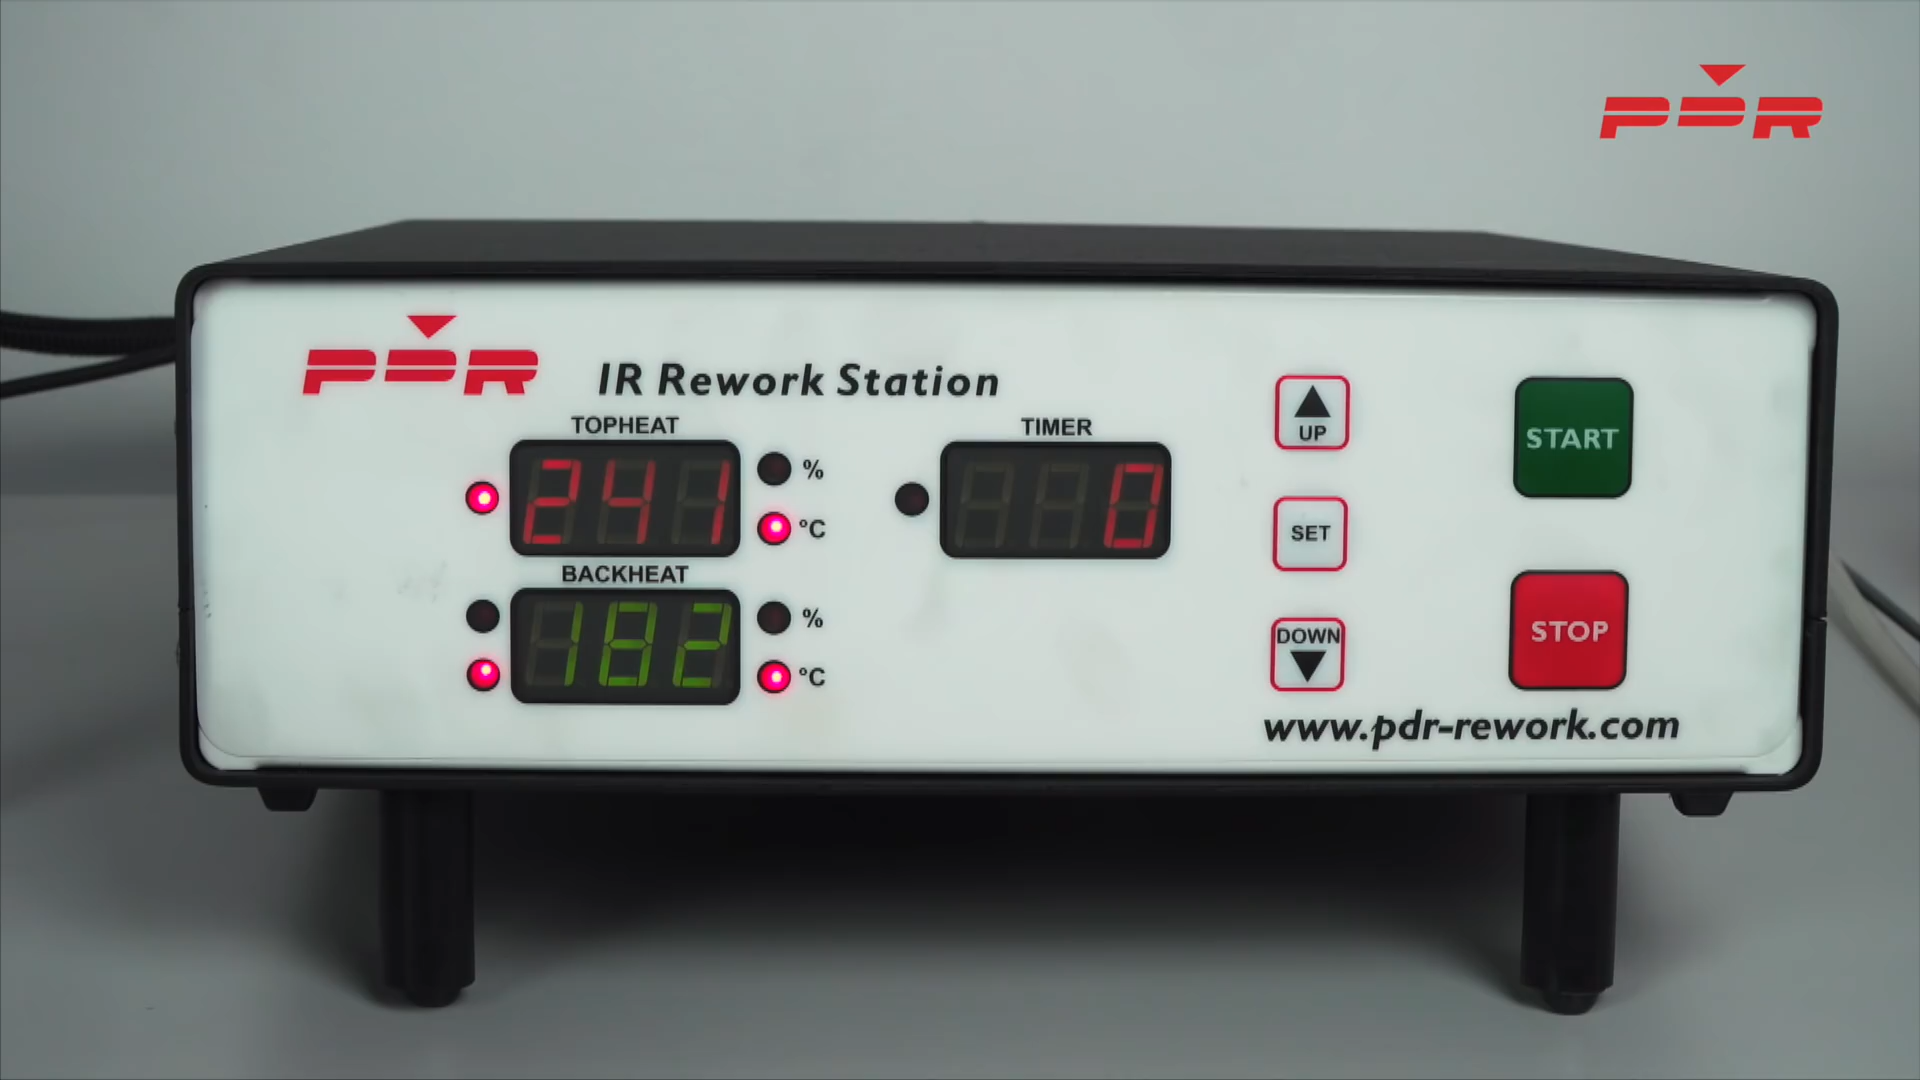 PDR
PDR IR Rework Station
TOPHEAT
TIMER
241
%
°C
0
UP
START
BACKHEAT
182
%
°C
SET
DOWN
STOP
www.pdr-rework.com